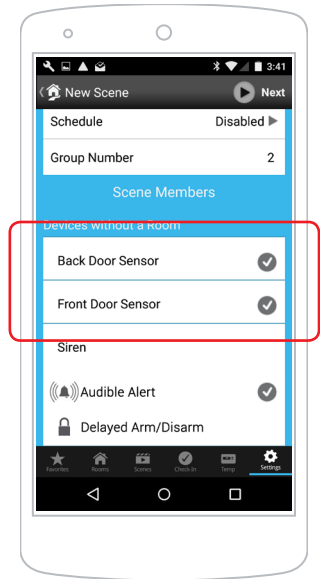 3:41
New Scene
Next
Schedule Disabled
Group Number 2
Scene Members
Devices without a Room
Back Door Sensor
Front Door Sensor
Siren
Audible Alert
Delayed Arm/Disarm
Favorites Rooms Scenes Check In Temp Settings